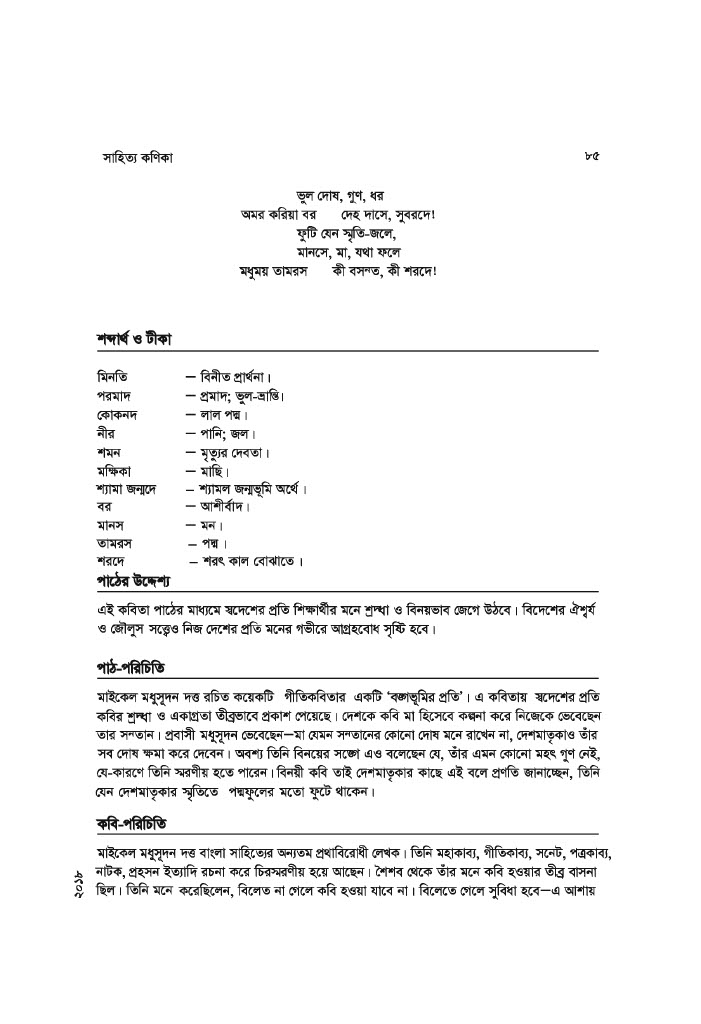 সাহিত্য কণিকা ৮৫
ভুল দোষ, গুণ, ধর
অমর করিয়া বর দেহ দাসে, সুবরদে!
ফুটি যেন স্মৃতি-জলে,
মানসে, মা, যথা ফলে
মধুময় তামরস কী বসন্ত, কী শরদে!
শব্দার্থ ও টীকা
মিনতি — বিনীত প্রার্থনা।
পরমাদ — প্রমাদ; ভুল-ভ্রান্তি।
কোকনদ — লাল পদ্ম।
নীর — পানি; জল।
শমন — মৃত্যুর দেবতা।
মক্ষিকা — মাছি।
শ্যামা জন্মদে – শ্যামল জন্মভূমি অর্থে।
বর — আশীর্বাদ।
মানস — মন।
তামরস – পদ্ম।
শরদে – শরৎ কাল বোঝাতে।
পাঠের উদ্দেশ্য
এই কবিতা পাঠের মাধ্যমে স্বদেশের প্রতি শিক্ষার্থীর মনে শ্রদ্ধা ও বিনয়ভাব জেগে উঠবে। বিদেশের ঐশ্বর্য
ও জৌলুস সত্ত্বেও নিজ দেশের প্রতি মনের গভীরে আগ্রহবোধ সৃষ্টি হবে।
পাঠ-পরিচিতি
মাইকেল মধুসূদন দত্ত রচিত কয়েকটি গীতিকবিতার একটি ‘বঙ্গভূমির প্রতি’। এ কবিতায় স্বদেশের প্রতি
কবির শ্রদ্ধা ও একাগ্রতা তীব্রভাবে প্রকাশ পেয়েছে। দেশকে কবি মা হিসেবে কল্পনা করে নিজেকে ভেবেছেন
তার সন্তান। প্রবাসী মধুসূদন ভেবেছেন—মা যেমন সন্তানের কোনো দোষ মনে রাখেন না, দেশমাতৃকাও তাঁর
সব দোষ ক্ষমা করে দেবেন। অবশ্য তিনি বিনয়ের সঙ্গে এও বলেছেন যে, তাঁর এমন কোনো মহৎ গুণ নেই,
যে-কারণে তিনি স্মরণীয় হতে পারেন। বিনয়ী কবি তাই দেশমাতৃকার কাছে এই বলে প্রণতি জানাচ্ছেন, তিনি
যেন দেশমাতৃকার স্মৃতিতে পদ্মফুলের মতো ফুটে থাকেন।
কবি-পরিচিতি
মাইকেল মধুসূদন দত্ত বাংলা সাহিত্যের অন্যতম প্রথাবিরোধী লেখক। তিনি মহাকাব্য, গীতিকাব্য, সনেট, পত্রকাব্য,
নাটক, প্রহসন ইত্যাদি রচনা করে চিরস্মরণীয় হয়ে আছেন। শৈশব থেকে তাঁর মনে কবি হওয়ার তীব্র বাসনা
ছিল। তিনি মনে করেছিলেন, বিলেত না গেলে কবি হওয়া যাবে না। বিলেতে গেলে সুবিধা হবে—এ আশায়
২০১৮